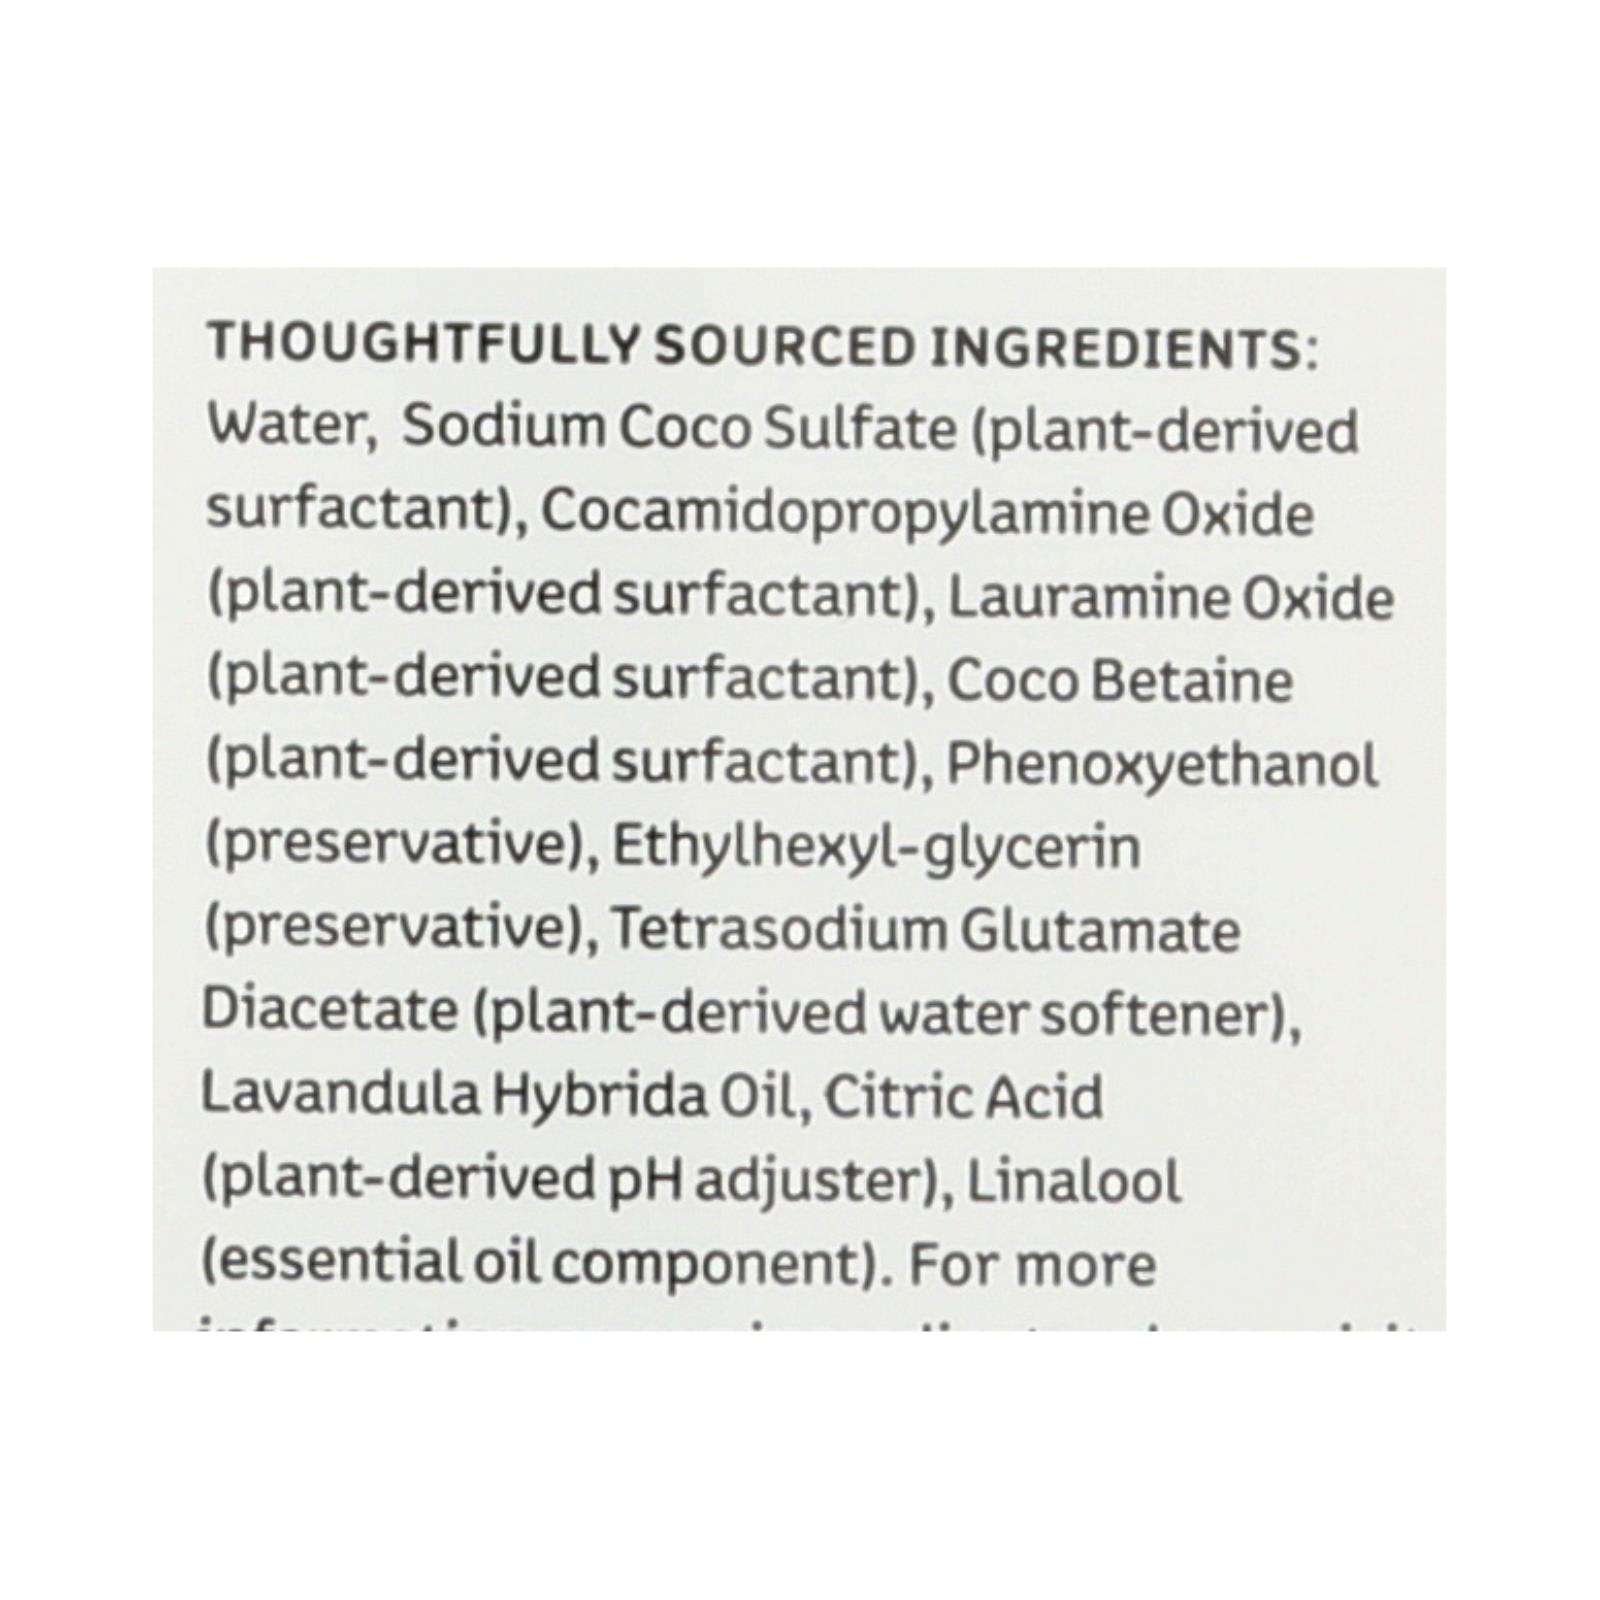 THOUGHTFULLY SOURCED INGREDIENTS:
Water, Sodium Coco Sulfate (plant-derived
surfactant), Cocamidopropylamine Oxide
(plant-derived surfactant), Lauramine Oxide
(plant-derived surfactant), Coco Betaine
(plant-derived surfactant), Phenoxyethanol
(preservative), Ethylhexyl-glycerin
(preservative), Tetrasodium Glutamate
Diacetate (plant-derived water softener),
Lavandula Hybrida Oil, Citric Acid
(plant-derived pH adjuster), Linalool
(essential oil component). For more